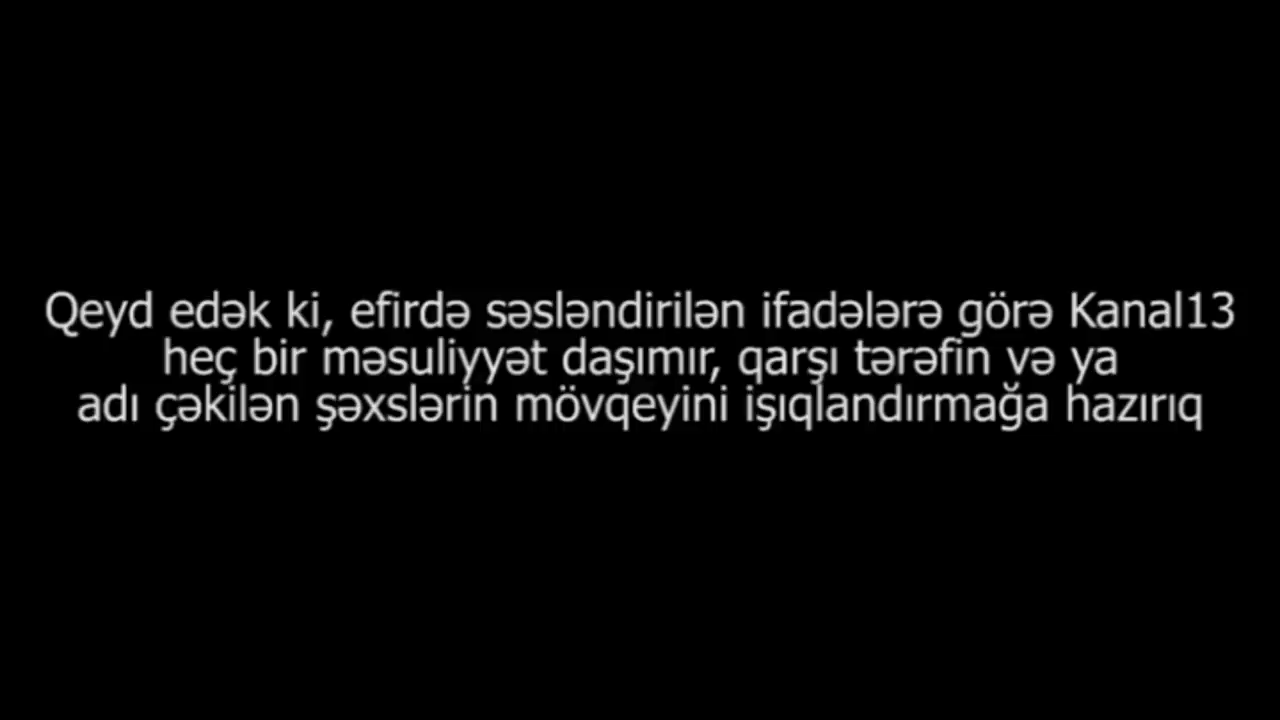 Qeyd edək ki, efirdə səsləndirilən ifadələrə görə Kanal13
heç bir məsuliyyət daşımır, qarşı tərəfin və ya
adı çəkilən şəxslərin mövqeyini işıqlandırmağa hazırıq